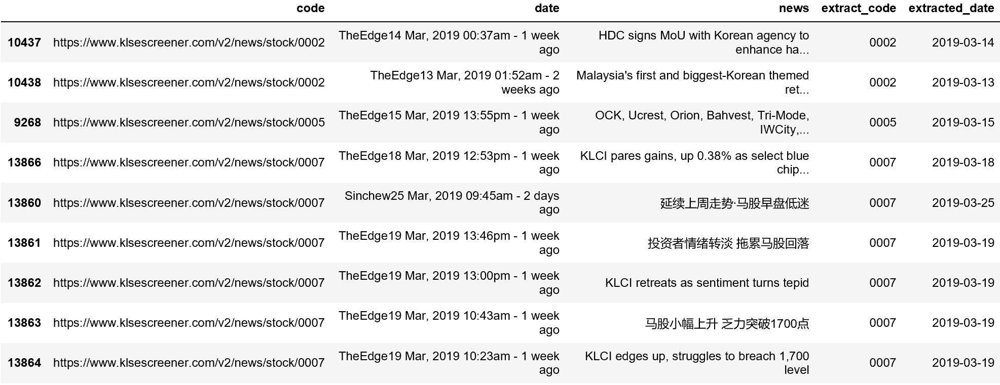 code date news extract_code extracted_date
10437 https://www.klsescreener.com/v2/news/stock/0002 TheEdge14 Mar, 2019 00:37am - 1 week ago HDC signs MoU with Korean agency to enhance ha... 0002 2019-03-14
10438 https://www.klsescreener.com/v2/news/stock/0002 TheEdge13 Mar, 2019 01:52am - 2 weeks ago Malaysia's first and biggest-Korean themed ret... 0002 2019-03-13
9268 https://www.klsescreener.com/v2/news/stock/0005 TheEdge15 Mar, 2019 13:55pm - 1 week ago OCK, Ucrest, Orion, Bahvest, Tri-Mode, IWCity,... 0005 2019-03-15
13866 https://www.klsescreener.com/v2/news/stock/0007 TheEdge18 Mar, 2019 12:53pm - 1 week ago KLCI pares gains, up 0.38% as select blue chip... 0007 2019-03-18
13860 https://www.klsescreener.com/v2/news/stock/0007 Sinchew25 Mar, 2019 09:45am - 2 days ago 延续上周走势·马股早盘低迷 0007 2019-03-25
13861 https://www.klsescreener.com/v2/news/stock/0007 TheEdge19 Mar, 2019 13:46pm - 1 week ago 投资者情绪转淡 拖累马股回落 0007 2019-03-19
13862 https://www.klsescreener.com/v2/news/stock/0007 TheEdge19 Mar, 2019 13:00pm - 1 week ago KLCI retreats as sentiment turns tepid 0007 2019-03-19
13863 https://www.klsescreener.com/v2/news/stock/0007 TheEdge19 Mar, 2019 10:43am - 1 week ago 马股小幅上升 乏力突破1700点 0007 2019-03-19
13864 https://www.klsescreener.com/v2/news/stock/0007 TheEdge19 Mar, 2019 10:23am - 1 week ago KLCI edges up, struggles to breach 1,700 level 0007 2019-03-19